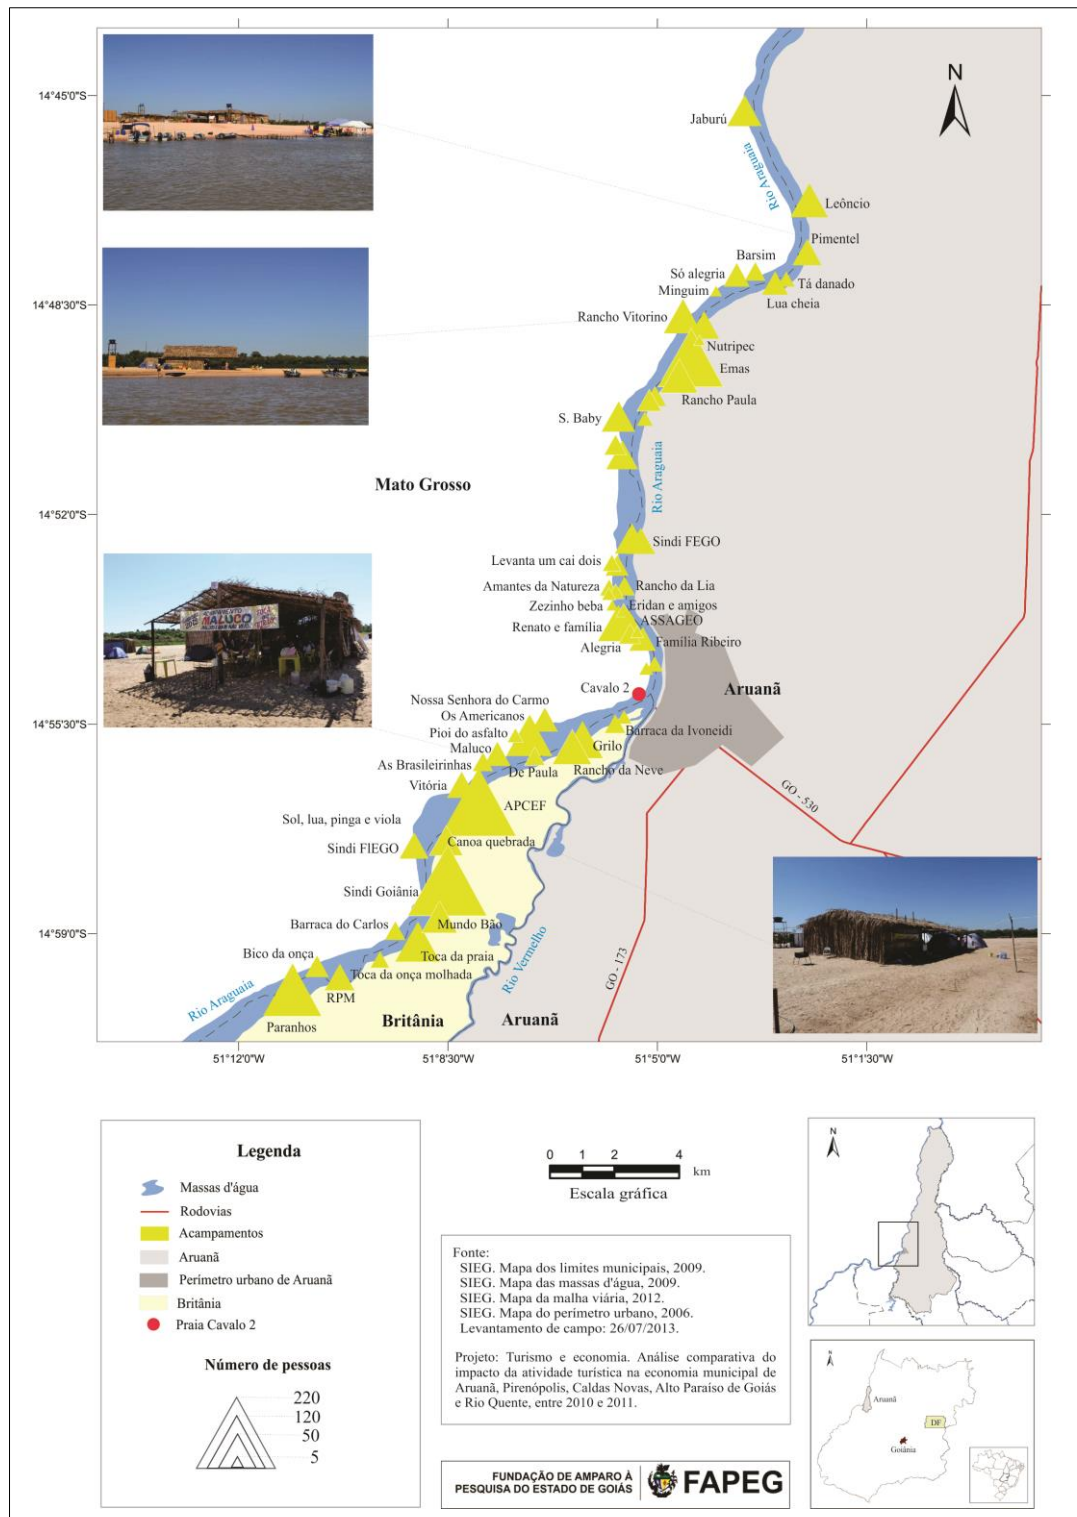 N
14°45'0"S
14°48'30"S
14°52'0"S
14°55'30"S
14°59'0"S
Jaburú
Rio Araguaia
Leôncio
Pimentel
Barsim
Só alegria
Tá danado
Minguim
Lua cheia
Rancho Vitorino
Nutripec
Emas
Rancho Paula
S. Baby
Mato Grosso
Rio Araguaia
Sindi FEGO
Levanta um cai dois
Amantes da Natureza
Rancho da Lia
Zezinho beba
Eridan e amigos
Renato e família
ASSAGEO
Alegria
Família Ribeiro
MALUCO
Cavalo 2
Aruanã
Nossa Senhora do Carmo
Os Americanos
Pioi do asfalto
Barraca da Ivoneidi
Maluco
Grilo
As Brasileirinhas
De Paula
Rancho da Neve
Vitória
GO - 530
APCEF
Sol, lua, pinga e viola
Canoa quebrada
Sindi FIEGO
Sindi Goiânia
Barraca do Carlos
Mundo Bão
Bico da onça
Toca da praia
Toca da onça molhada
Rio Vermelho
GO - 173
Rio Araguaia
RPM
Paranhos
Britânia
Aruanã
51°12'0"W
51°8'30"W
51°5'0"W
51°1'30"W
Legenda
Massas d'água
Rodovias
Acampamentos
Aruanã
Perímetro urbano de Aruanã
Britânia
Praia Cavalo 2
Número de pessoas
220
120
50
5
0 1 2 4
km
Escala gráfica
Fonte:
SIEG. Mapa dos limites municipais, 2009.
SIEG. Mapa das massas d'água, 2009.
SIEG. Mapa da malha viária, 2012.
SIEG. Mapa do perímetro urbano, 2006.
Levantamento de campo: 26/07/2013.
Projeto: Turismo e economia. Análise comparativa do
impacto da atividade turística na economia municipal de
Aruanã, Pirenópolis, Caldas Novas, Alto Paraíso de Goiás
e Rio Quente, entre 2010 e 2011.
FUNDAÇÃO DE AMPARO À
PESQUISA DO ESTADO DE GOIÁS
FAPEG
N
N
Aruanã
DF
Goiânia